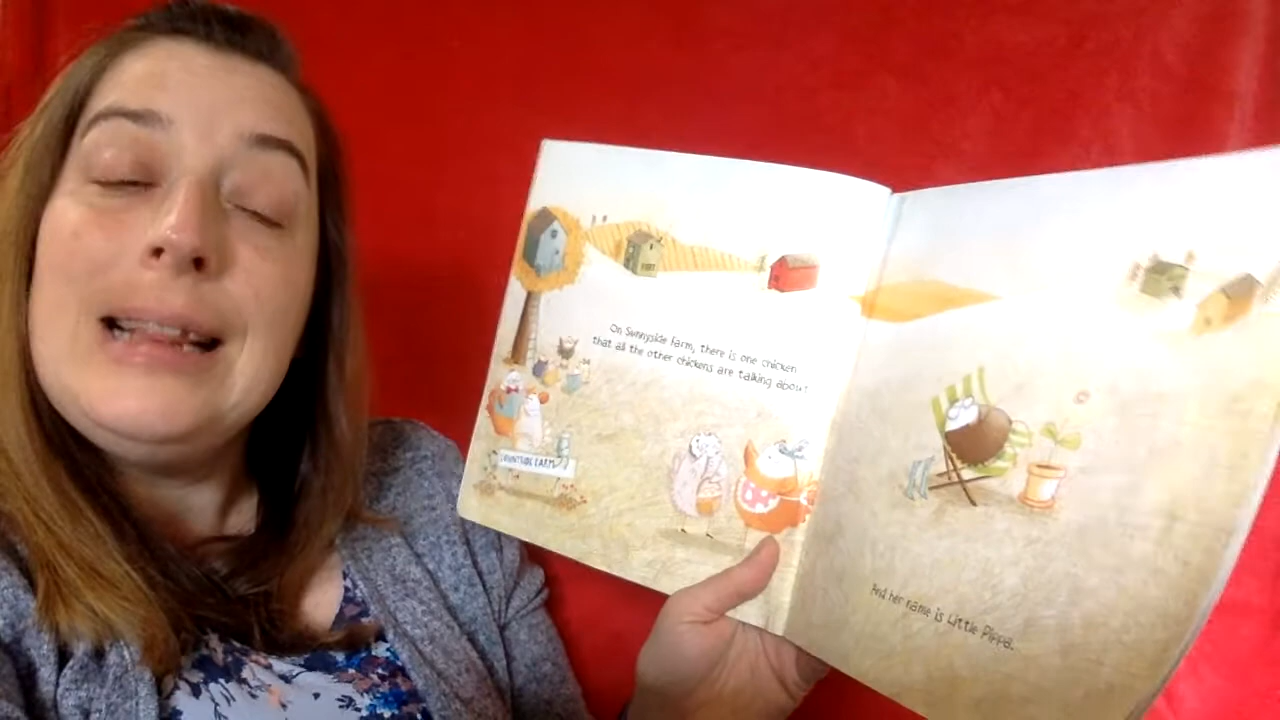 On Sunnyside Farm, there is one chicken
that all the other chickens are talking about
SUNNYSIDE FARM
And her name is Little Pippa.